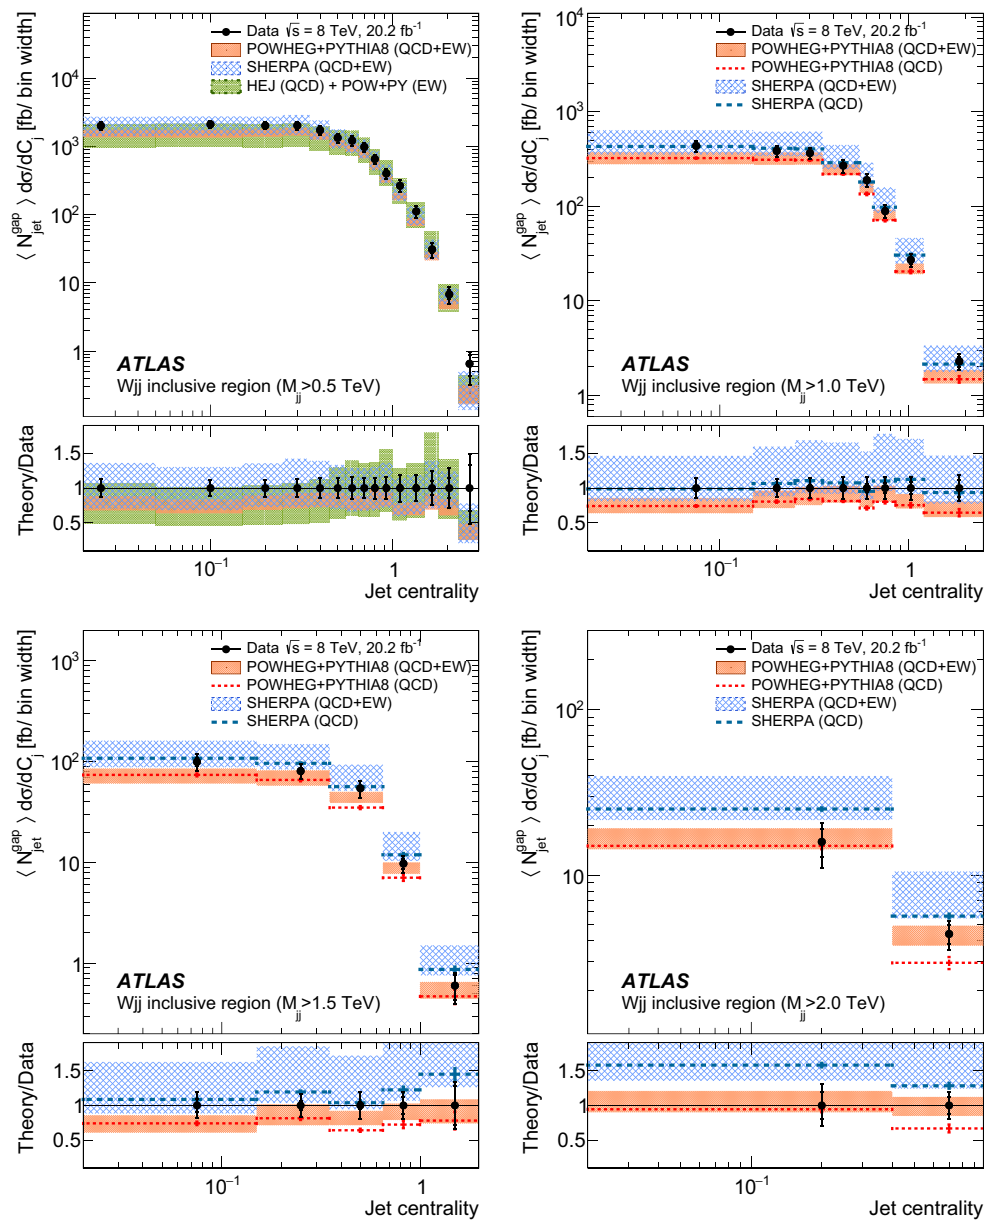 Data √s = 8 TeV, 20.2 fb⁻¹
POWHEG+PYTHIA8 (QCD+EW)
SHERPA (QCD+EW)
HEJ (QCD) + POW+PY (EW)
⟨ N^gap_jet ⟩ dσ/dC_j [fb/ bin width]
10⁴
10³
10²
10
1
ATLAS
Wjj inclusive region (M_jj>0.5 TeV)
Theory/Data
1.5
1
0.5
10⁻¹ 1
Jet centrality
Data √s = 8 TeV, 20.2 fb⁻¹
POWHEG+PYTHIA8 (QCD+EW)
POWHEG+PYTHIA8 (QCD)
SHERPA (QCD+EW)
SHERPA (QCD)
⟨ N^gap_jet ⟩ dσ/dC_j [fb/ bin width]
10⁴
10³
10²
10
1
ATLAS
Wjj inclusive region (M_jj>1.0 TeV)
Theory/Data
1.5
1
0.5
10⁻¹ 1
Jet centrality
Data √s = 8 TeV, 20.2 fb⁻¹
POWHEG+PYTHIA8 (QCD+EW)
POWHEG+PYTHIA8 (QCD)
SHERPA (QCD+EW)
SHERPA (QCD)
⟨ N^gap_jet ⟩ dσ/dC_j [fb/ bin width]
10³
10²
10
1
ATLAS
Wjj inclusive region (M_jj>1.5 TeV)
Theory/Data
1.5
1
0.5
10⁻¹ 1
Jet centrality
Data √s = 8 TeV, 20.2 fb⁻¹
POWHEG+PYTHIA8 (QCD+EW)
POWHEG+PYTHIA8 (QCD)
SHERPA (QCD+EW)
SHERPA (QCD)
⟨ N^gap_jet ⟩ dσ/dC_j [fb/ bin width]
10²
10
ATLAS
Wjj inclusive region (M_jj>2.0 TeV)
Theory/Data
1.5
1
0.5
10⁻¹ 1
Jet centrality